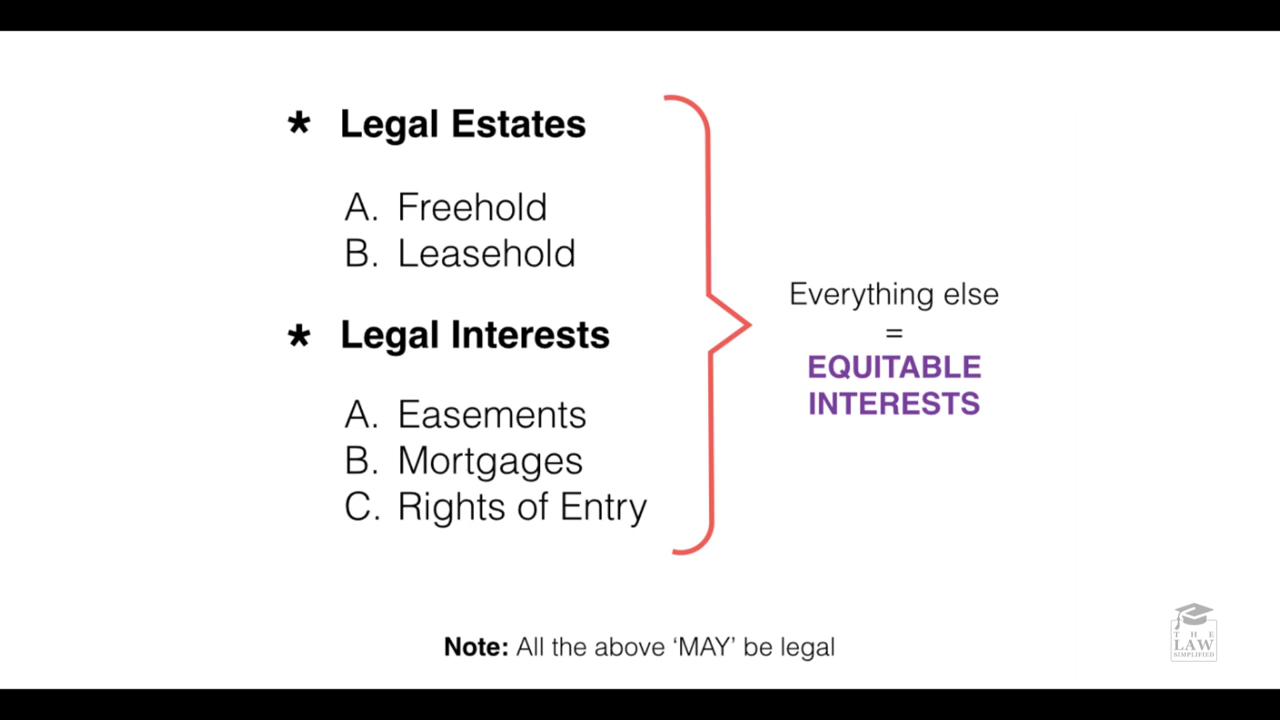 * Legal Estates
A. Freehold
B. Leasehold
* Legal Interests
A. Easements
B. Mortgages
C. Rights of Entry
Everything else
=
EQUITABLE
INTERESTS
Note: All the above ‘MAY’ be legal
THE
LAW
SIMPLIFIED